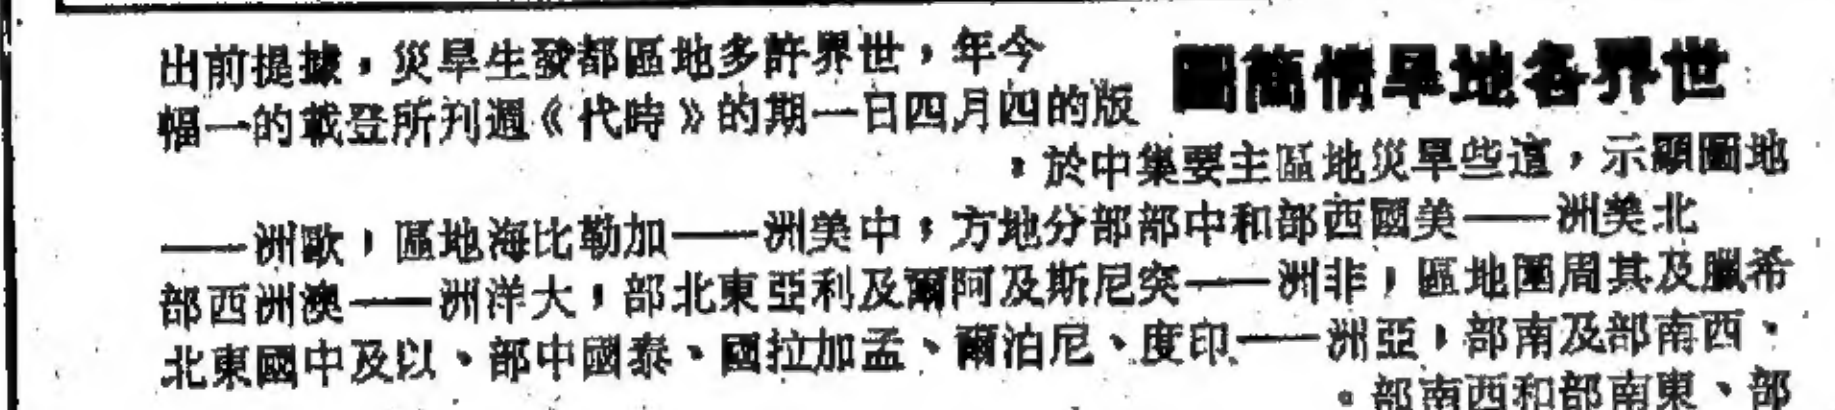 世界各地旱情簡圖
今年，世界許多地區都發生旱災，據提前出
版的四月四日一期的《時代》週刊所登載的一幅
地圖顯示，這些旱災地區主要集中於，
北美洲——美國西部和中部部分地方，中美洲——加勒比海地區，歐洲——
希臘及其周圍地區，非洲——突尼斯及阿爾及利亞東北部，大洋洲——澳洲西部
、西南部及南部，亞洲——印度、尼泊爾、孟加拉國、泰國中部、以及中國東北
部、東南部和西南部。